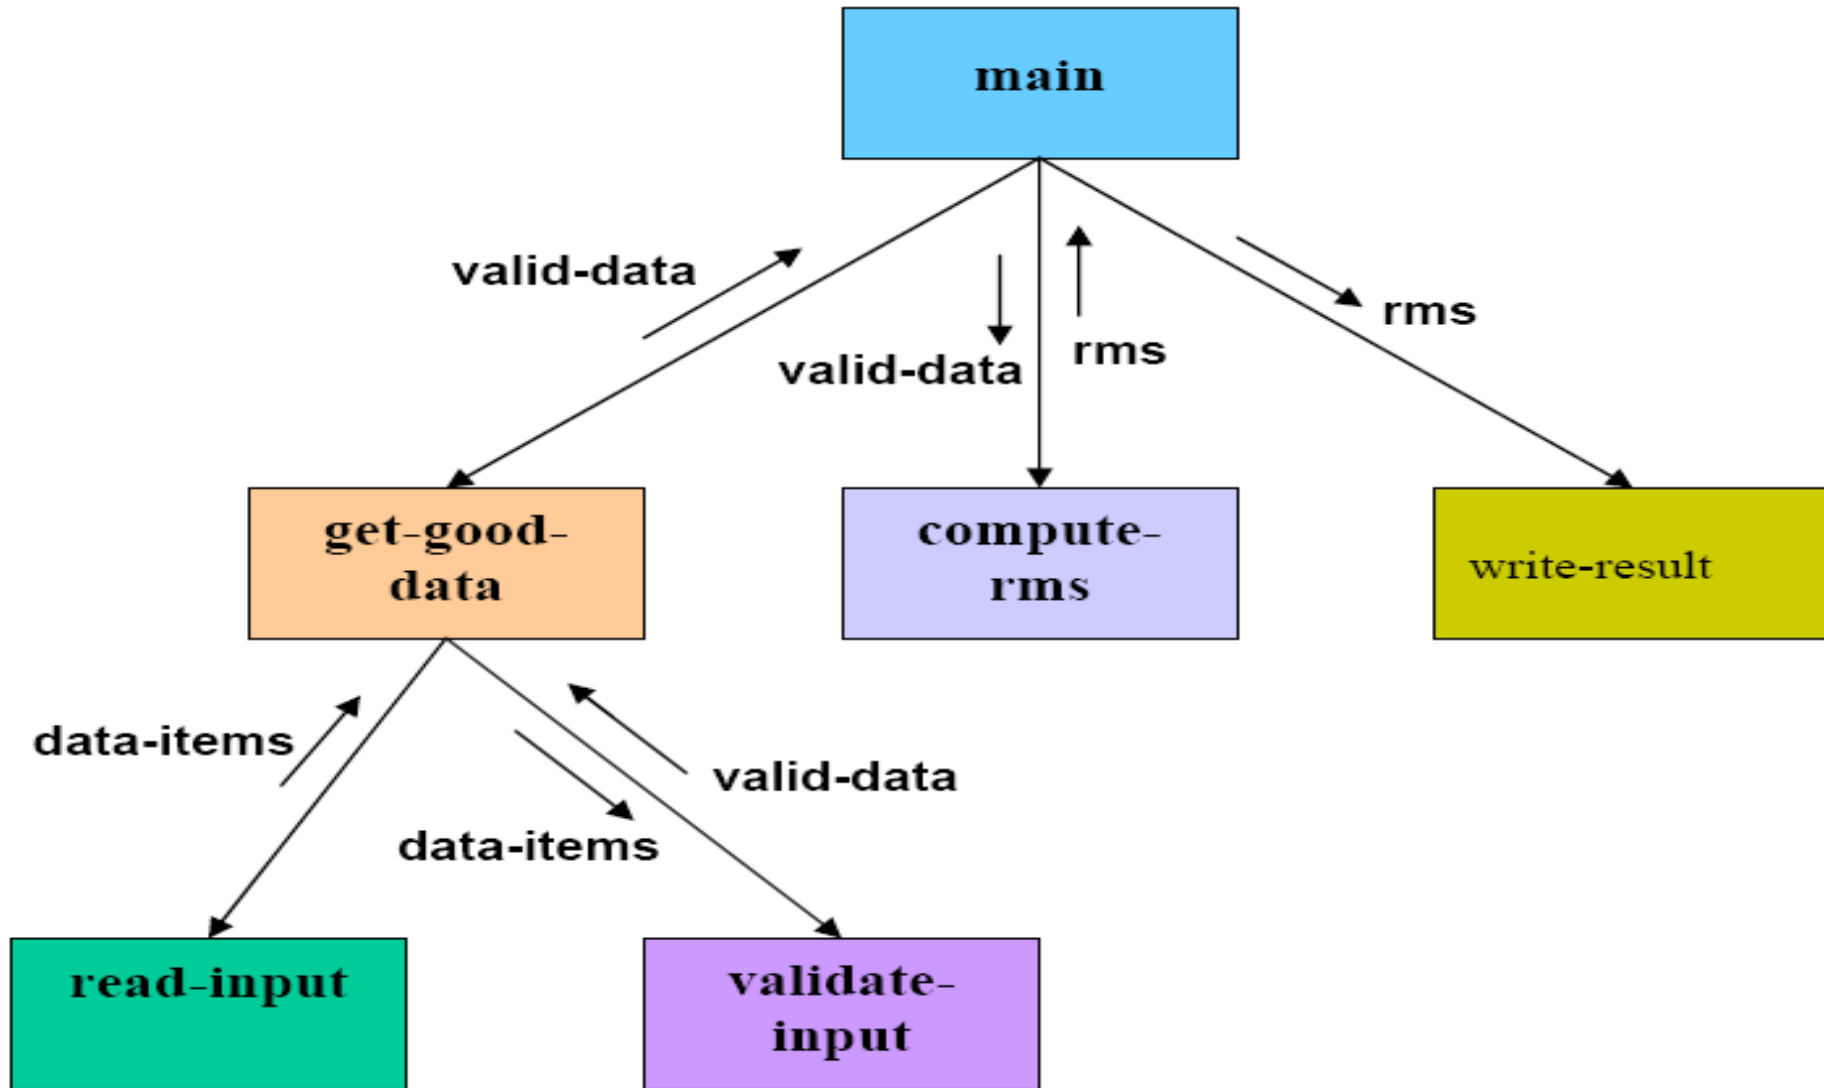 main
valid-data
rms
rms
valid-data
get-good-
data
compute-
rms
write-result
data-items
valid-data
data-items
read-input
validate-
input